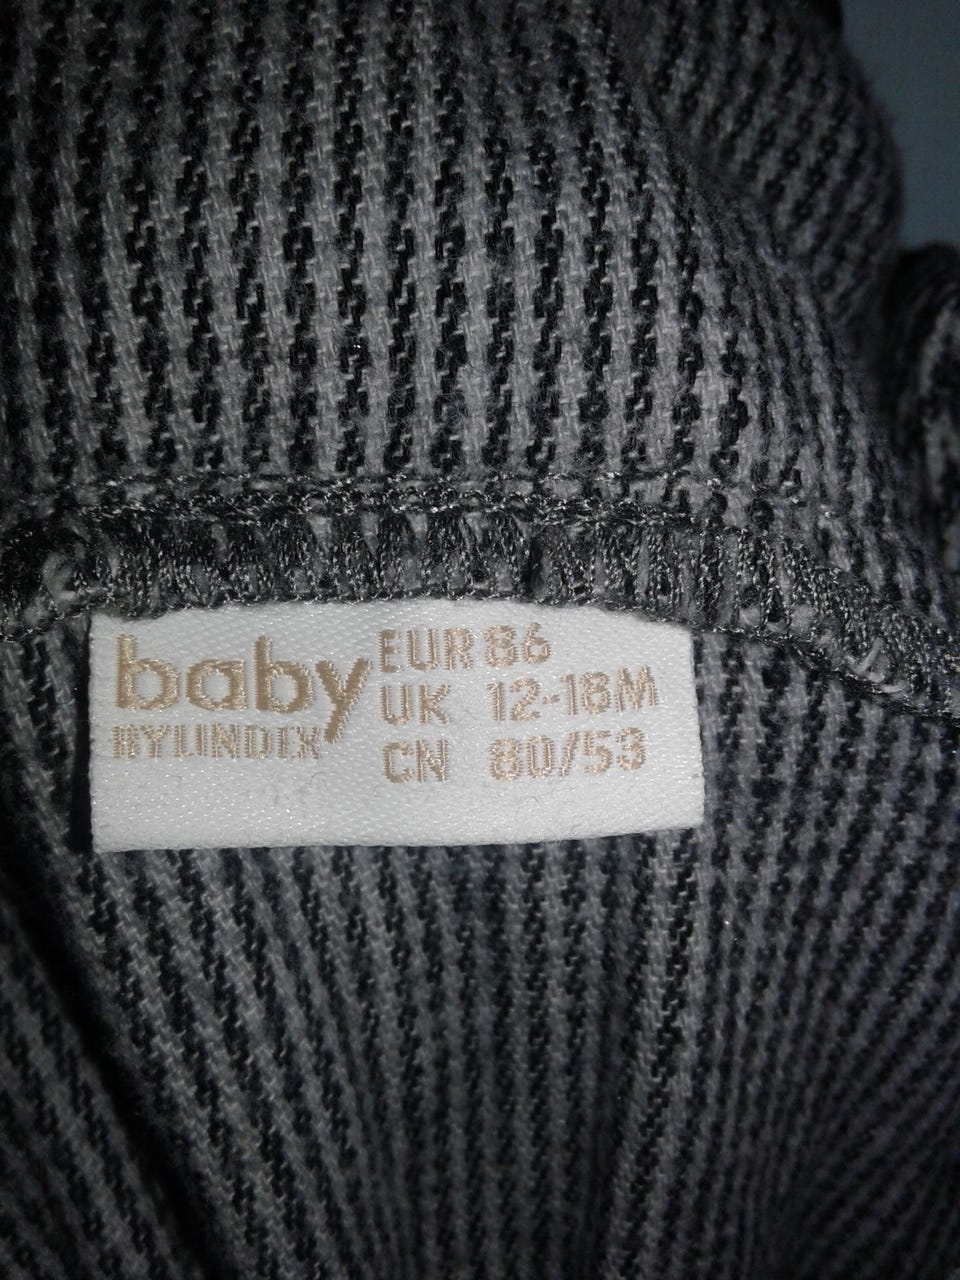 baby
BYLINDEX
EUR 86
UK 12-18M
CN 80/53